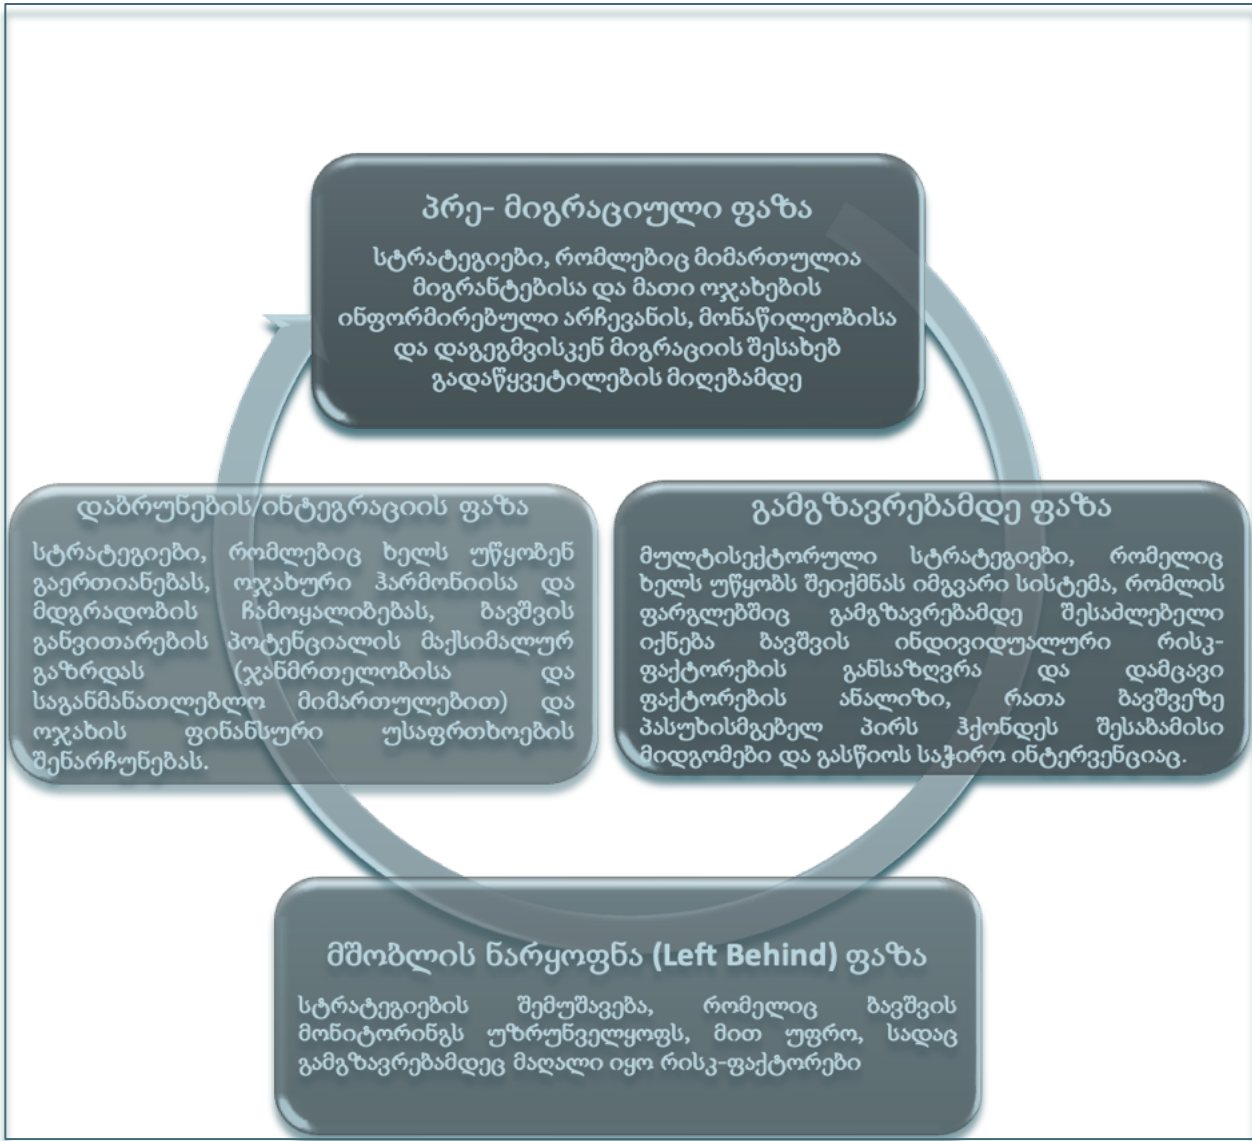 პრე- მიგრაციული ფაზა
სტრატეგიები, რომლებიც მიმართულია
მიგრანტებისა და მათი ოჯახების
ინფორმირებული არჩევანის, მონაწილეობისა
და დაგეგმვისკენ მიგრაციის შესახებ
გადაწყვეტილების მიღებამდე
გამგზავრებამდე ფაზა
მულტისექტორული სტრატეგიები, რომელიც
ხელს უწყობს შეიქმნას იმგვარი სისტემა, რომლის
ფარგლებშიც გამგზავრებამდე შესაძლებელი
იქნება ბავშვის ინდივიდუალური რისკ-
ფაქტორების განსაზღვრა და დამცავი
ფაქტორების ანალიზი, რათა ბავშვზე
პასუხისმგებელ პირს ჰქონდეს შესაბამისი
მიდგომები და გასწიოს საჭირო ინტერვენციაც.
მშობლის წარყოფნა (Left Behind) ფაზა
სტრატეგიების შემუშავება, რომელიც ბავშვის
მონიტორინგს უზრუნველყოფს, მით უფრო, სადაც
გამგზავრებამდეც მაღალი იყო რისკ-ფაქტორები
დაბრუნების/ინტეგრაციის ფაზა
სტრატეგიები, რომლებიც ხელს უწყობენ
გაერთიანებას, ოჯახური ჰარმონიისა და
მდგრადობის ჩამოყალიბებას, ბავშვის
განვითარების პოტენციალის მაქსიმალურ
გაზრდას (ჯანმრთელობისა და
საგანმანათლებლო მიმართულებით) და
ოჯახის ფინანსური უსაფრთხოების
შენარჩუნებას.